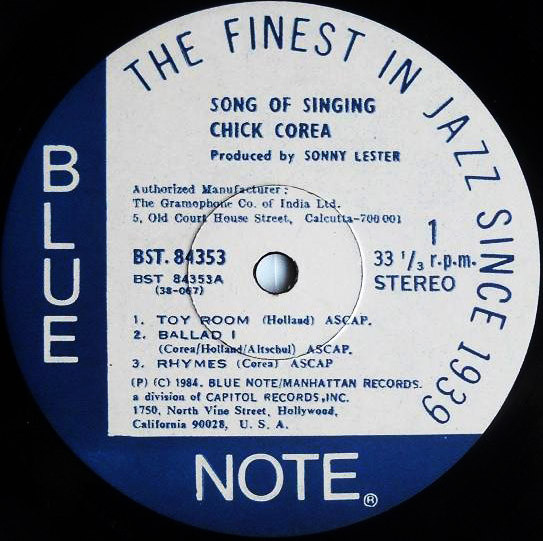 THE FINEST IN JAZZ SINCE 1939
SONG OF SINGING
CHICK COREA
Produced by SONNY LESTER
Authorized Manufacturer:
The Gramophone Co. of India Ltd.
5, Old Court House Street, Calcutta-700001
BST. 84353
BST 84353A
(38-067)
1
33 1/3 r.p.m.
STEREO
1. TOY ROOM (Holland) ASCAP.
2. BALLAD I
(Corea/Holland/Altschul) ASCAP.
3. RHYMES (Corea) ASCAP
(P) (C) 1984. BLUE NOTE/MANHATTAN RECORDS.
a division of CAPITOL RECORDS, INC.
1750, North Vine Street, Hollywood,
California 90028, U. S. A.
BLUE
NOTE®